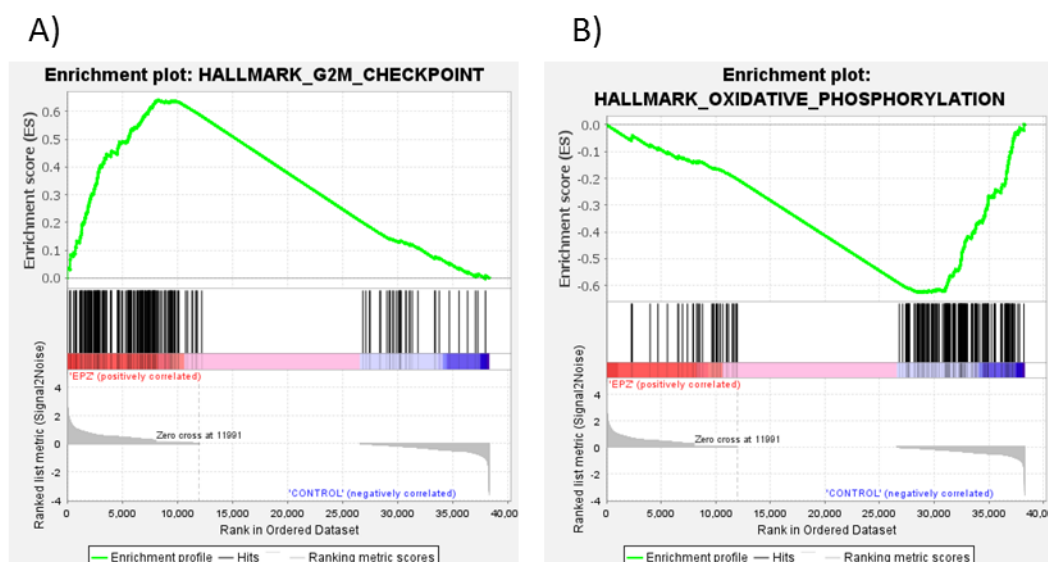 A)
Enrichment plot: HALLMARK_G2M_CHECKPOINT
Enrichment score (ES)
0.6
0.5
0.4
0.3
0.2
0.1
0.0
'EPZ' (positively correlated)
Ranked list metric (Signal2Noise)
4
2
0
-2
-4
Zero cross at 11991
'CONTROL' (negatively correlated)
0 5,000 10,000 15,000 20,000 25,000 30,000 35,000 40,00
Rank in Ordered Dataset
Enrichment profile Hits Ranking metric scores
B)
Enrichment plot:
HALLMARK_OXIDATIVE_PHOSPHORYLATION
Enrichment score (ES)
0.0
-0.1
-0.2
-0.3
-0.4
-0.5
-0.6
'EPZ' (positively correlated)
Ranked list metric (Signal2Noise)
4
2
0
-2
-4
Zero cross at 11991
'CONTROL' (negatively correlated)
0 5,000 10,000 15,000 20,000 25,000 30,000 35,000 40,00
Rank in Ordered Dataset
Enrichment profile Hits Ranking metric scores